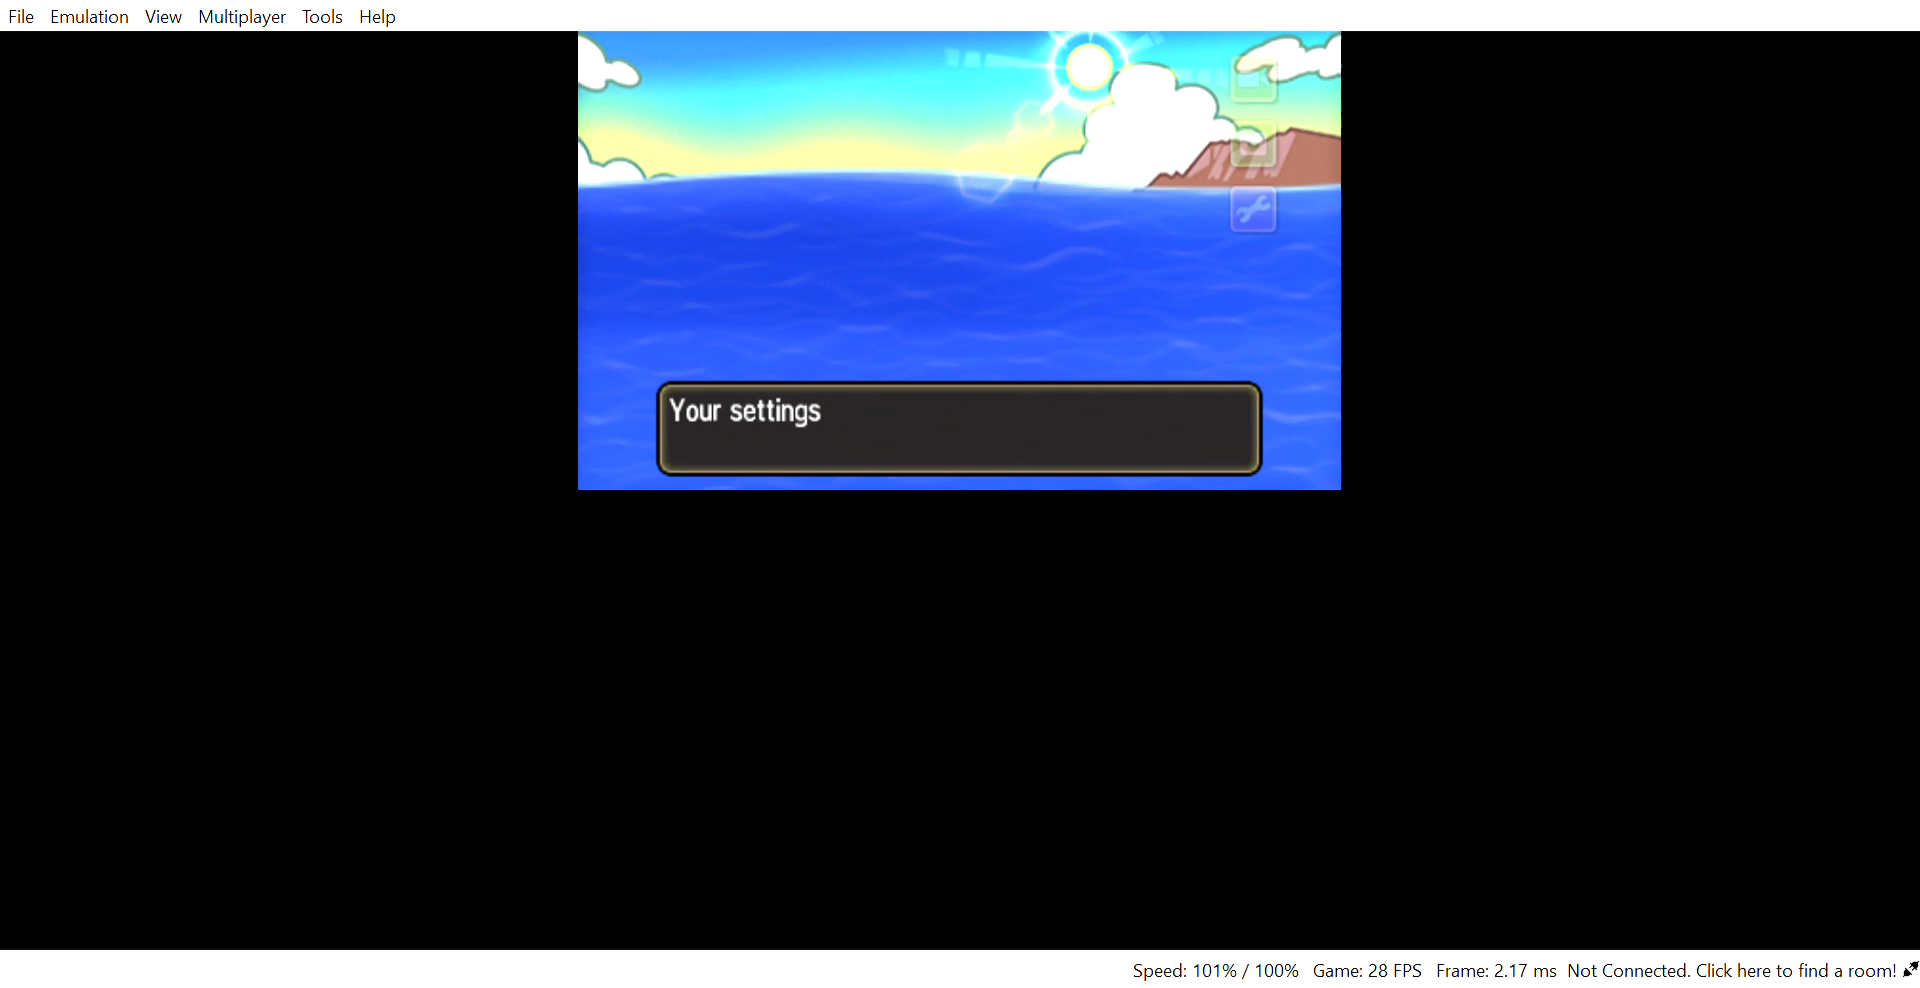 File Emulation View Multiplayer Tools Help
Your settings
Speed: 101% / 100% Game: 28 FPS Frame: 2.17 ms Not Connected. Click here to find a room!